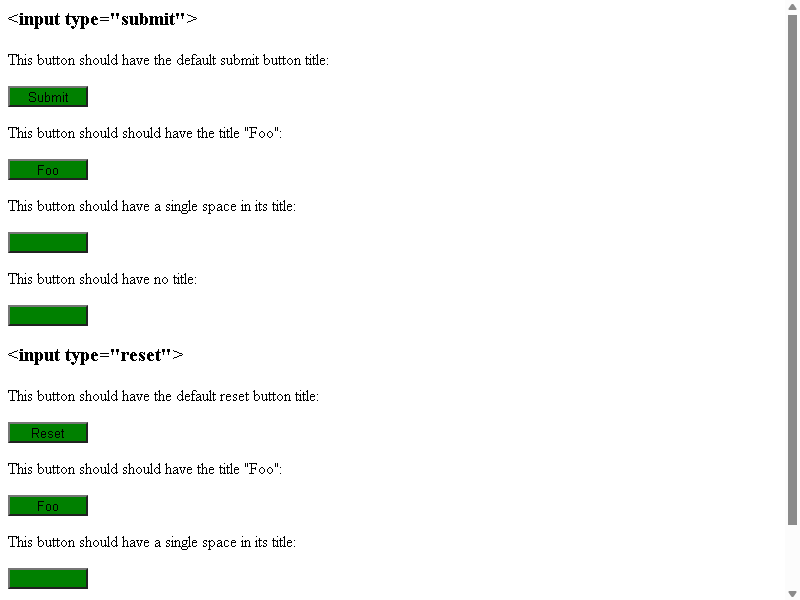 <input type="submit">
This button should have the default submit button title:
Submit
This button should should have the title "Foo":
Foo
This button should have a single space in its title:
This button should have no title:
<input type="reset">
This button should have the default reset button title:
Reset
This button should should have the title "Foo":
Foo
This button should have a single space in its title: